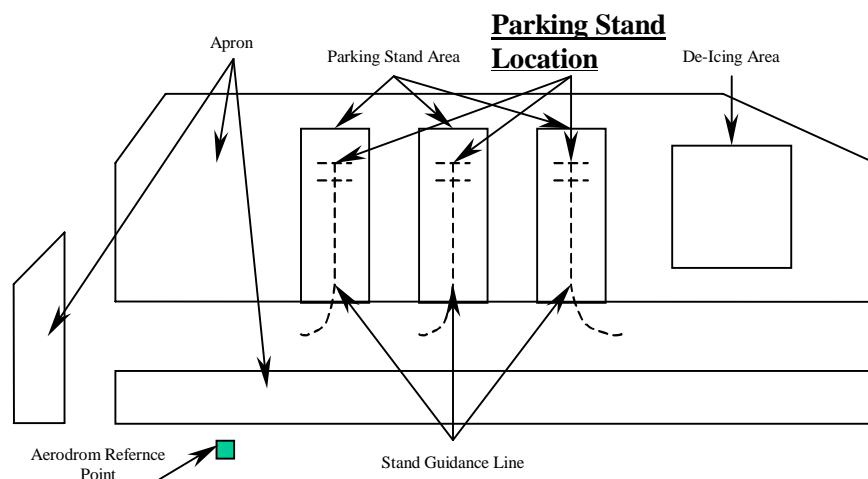 Parking Stand
Location
Apron
Parking Stand Area
De-Icing Area
Aerodrom Refernce
Point
Stand Guidance Line